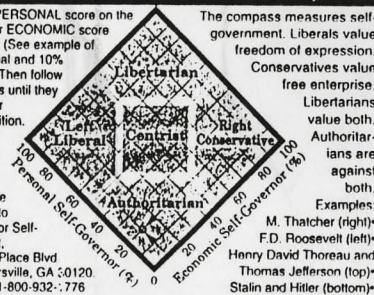 PERSONAL score on the
ECONOMIC score
(See example of
and 10%
Then follow
s until they
ition.
to
or Self-
Place Blvd
rsville, GA 30120.
1-800-932-1776
Libertarian
Left
Liberal
Centrist
Right
Conservative
Authoritarian
100 80 60 40 20 0
Personal Self-Governor (%)
20 40 60 80 100
Economic Self-Governor (%)
The compass measures self-
government. Liberals value
freedom of expression.
Conservatives value
free enterprise.
Libertarians
value both.
Authoritar-
ians are
against
both.
Examples:
M. Thatcher (right)•
F.D. Roosevelt (left)•
Henry David Thoreau and
Thomas Jefferson (top)•
Stalin and Hitler (bottom)•